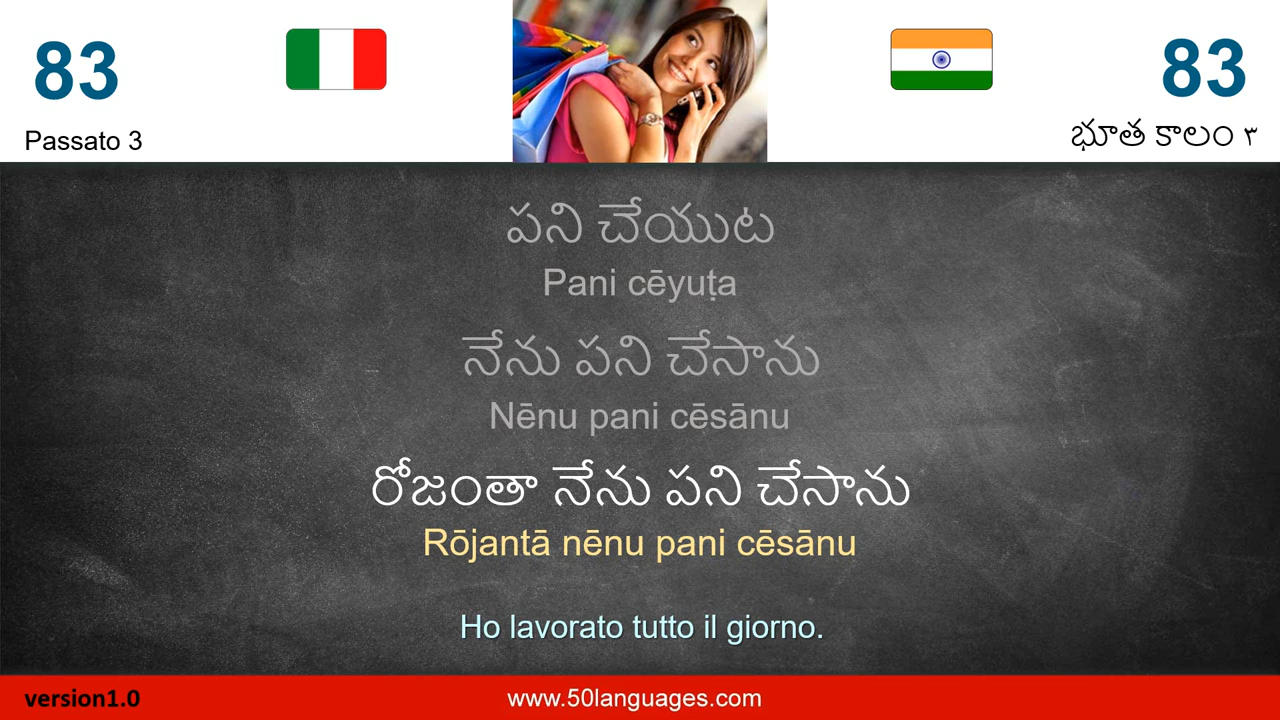 83
83
Passato 3
భూత కాలం ౩
పని చేయుట
Pani cēyuṭa
నేను పని చేసాను
Nēnu pani cēsānu
రోజంతా నేను పని చేసాను
Rōjantā nēnu pani cēsānu
Ho lavorato tutto il giorno.
version1.0
www.50languages.com